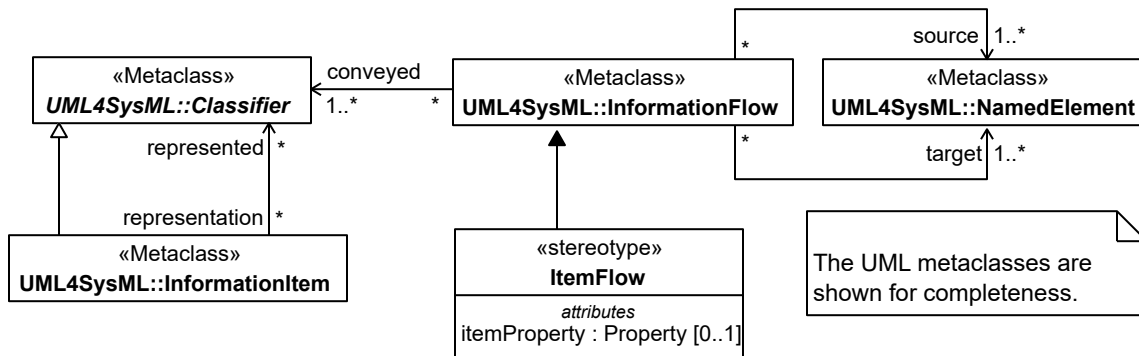 source 1..*
*
«Metaclass»
UML4SysML::Classifier
conveyed
1..* *
«Metaclass»
UML4SysML::InformationFlow
«Metaclass»
UML4SysML::NamedElement
*
target 1..*
represented *
representation *
«Metaclass»
UML4SysML::InformationItem
«stereotype»
ItemFlow
attributes
itemProperty : Property [0..1]
The UML metaclasses are
shown for completeness.